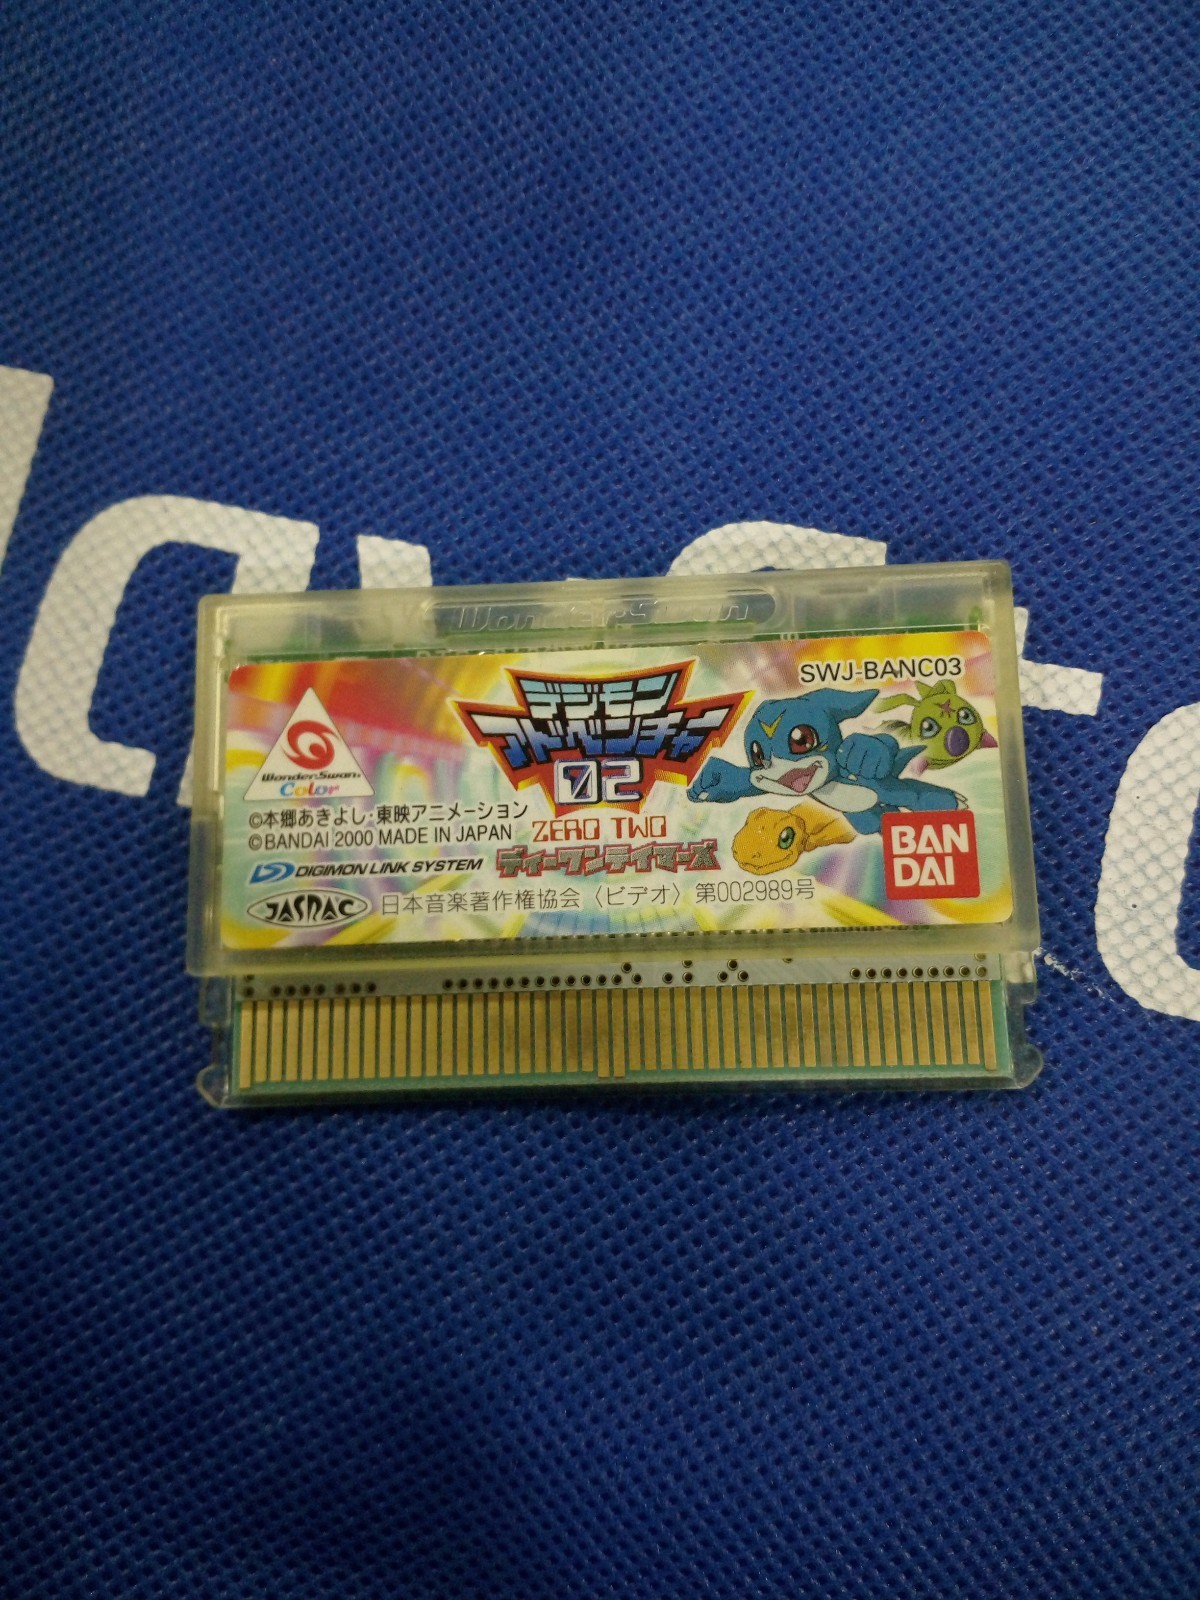 WonderSwan
SWJ-BANC03
デジモン
アドベンチャー
02
ZERO TWO
ディーワンテイマーズ
WonderSwan
Color
©本郷あきよし・東映アニメーション
©BANDAI 2000 MADE IN JAPAN
DIGIMON LINK SYSTEM
JASRAC 日本音楽著作権協会〈ビデオ〉第002989号
BAN
DAI